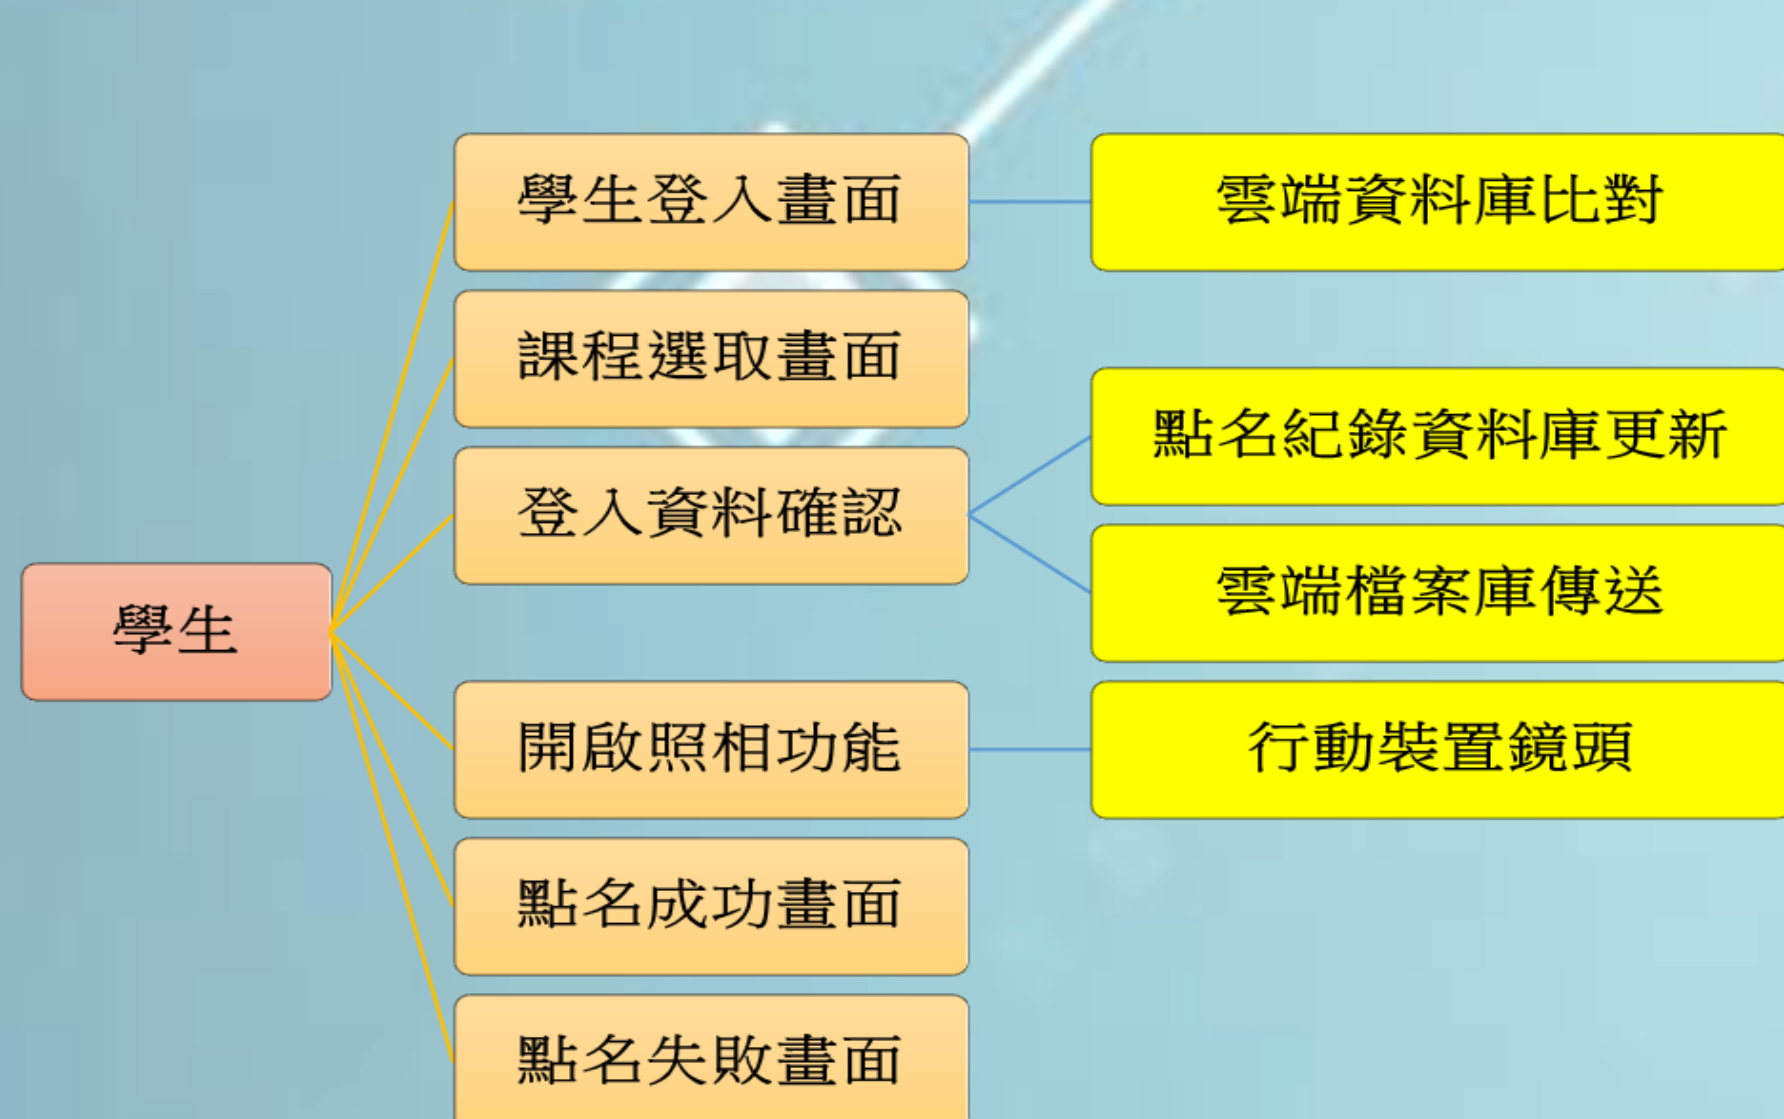 學生
學生登入畫面
雲端資料庫比對
課程選取畫面
登入資料確認
點名紀錄資料庫更新
雲端檔案庫傳送
開啟照相功能
行動裝置鏡頭
點名成功畫面
點名失敗畫面